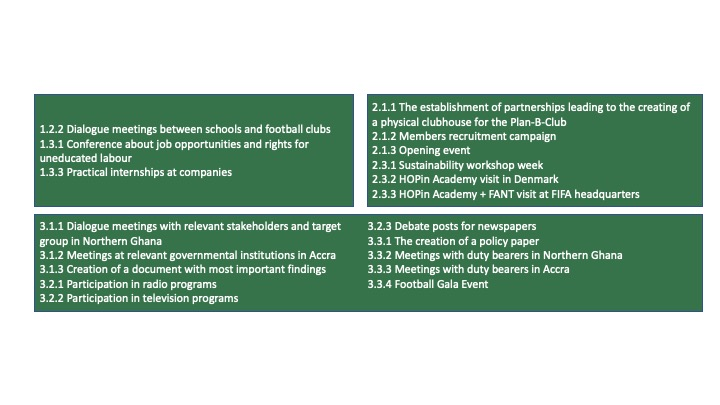 1.2.2 Dialogue meetings between schools and football clubs
1.3.1 Conference about job opportunities and rights for
uneducated labour
1.3.3 Practical internships at companies
2.1.1 The establishment of partnerships leading to the creating of
a physical clubhouse for the Plan-B-Club
2.1.2 Members recruitment campaign
2.1.3 Opening event
2.3.1 Sustainability workshop week
2.3.2 HOPin Academy visit in Denmark
2.3.3 HOPin Academy + FANT visit at FIFA headquarters
3.1.1 Dialogue meetings with relevant stakeholders and target
group in Northern Ghana
3.1.2 Meetings at relevant governmental institutions in Accra
3.1.3 Creation of a document with most important findings
3.2.1 Participation in radio programs
3.2.2 Participation in television programs
3.2.3 Debate posts for newspapers
3.3.1 The creation of a policy paper
3.3.2 Meetings with duty bearers in Northern Ghana
3.3.3 Meetings with duty bearers in Accra
3.3.4 Football Gala Event